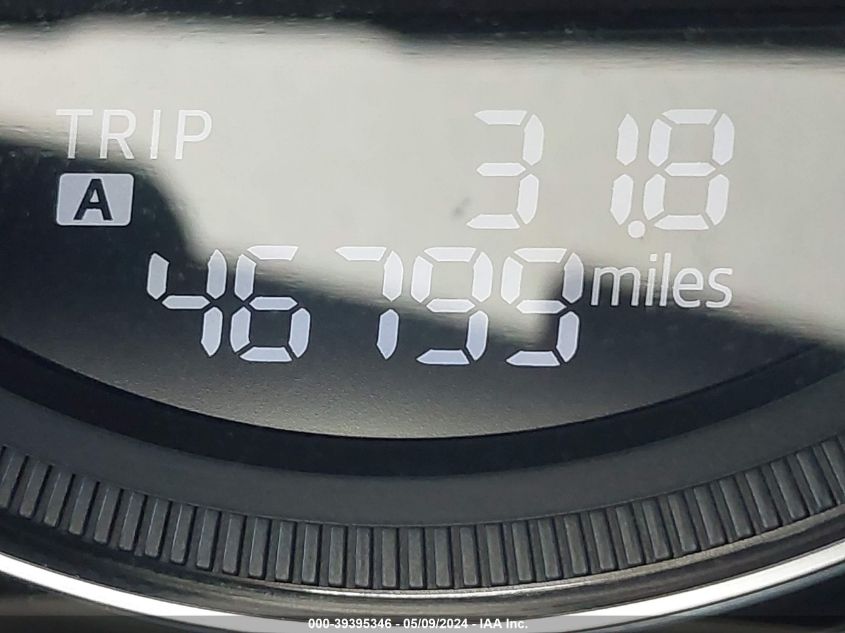 TRIP 31.8
A
46799 miles
000-39395346 - 05/09/2024 - IAA Inc.